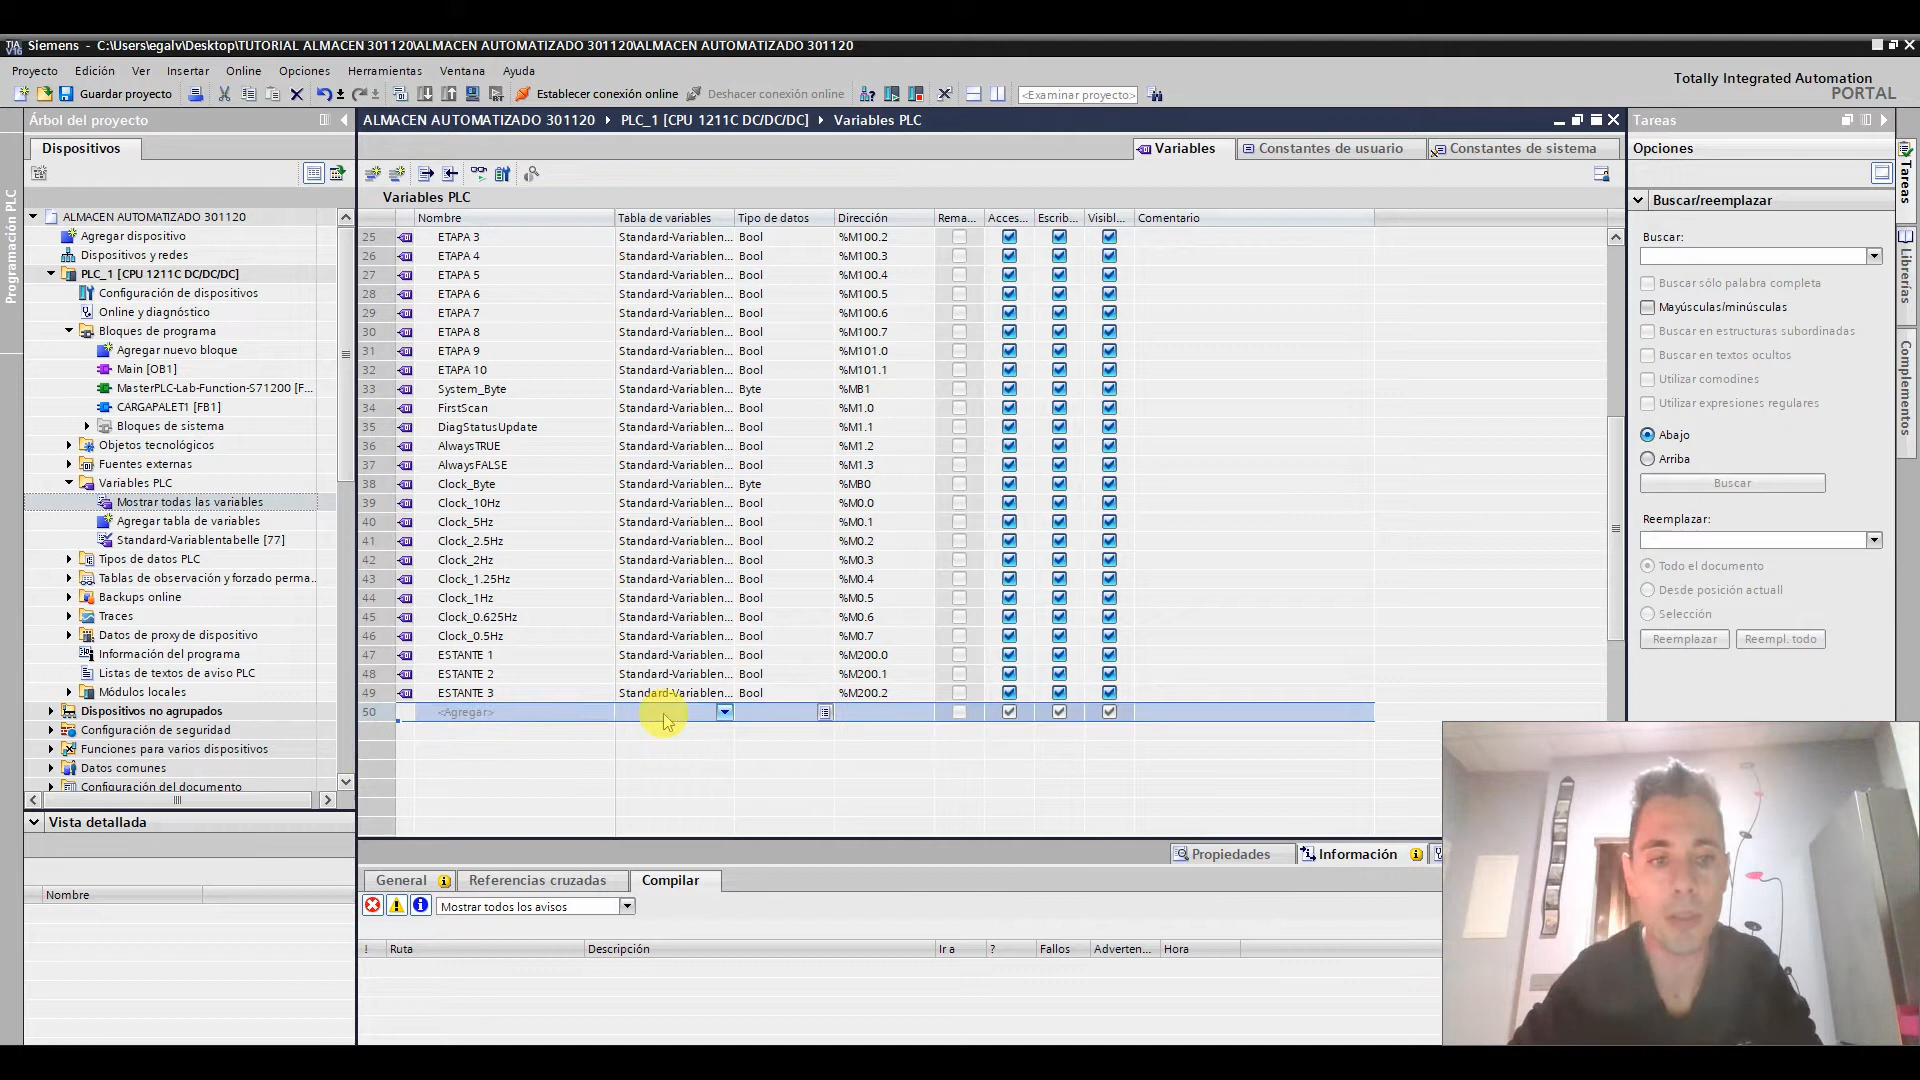 Siemens - C:\Users\egalv\Desktop\TUTORIAL ALMACEN 301120\ALMACEN AUTOMATIZADO 301120\ALMACEN AUTOMATIZADO 301120
Proyecto Edición Ver Insertar Online Opciones Herramientas Ventana Ayuda
Totally Integrated Automation
PORTAL
Guardar proyecto Establecer conexión online Deshacer conexión online <Examinar proyecto>
Árbol del proyecto
ALMACEN AUTOMATIZADO 301120 PLC_1 [CPU 1211C DC/DC/DC] Variables PLC
Tareas
Dispositivos
Variables Constantes de usuario Constantes de sistema
Opciones
Programación PLC
Variables PLC
Nombre Tabla de variables Tipo de datos Dirección Rema... Acces... Escrib... Visibl... Comentario
25 ETAPA 3 Standard-Variablen... Bool %M100.2
26 ETAPA 4 Standard-Variablen... Bool %M100.3
27 ETAPA 5 Standard-Variablen... Bool %M100.4
28 ETAPA 6 Standard-Variablen... Bool %M100.5
29 ETAPA 7 Standard-Variablen... Bool %M100.6
30 ETAPA 8 Standard-Variablen... Bool %M100.7
31 ETAPA 9 Standard-Variablen... Bool %M101.0
32 ETAPA 10 Standard-Variablen... Bool %M101.1
33 System_Byte Standard-Variablen... Byte %MB1
34 FirstScan Standard-Variablen... Bool %M1.0
35 DiagStatusUpdate Standard-Variablen... Bool %M1.1
36 AlwaysTRUE Standard-Variablen... Bool %M1.2
37 AlwaysFALSE Standard-Variablen... Bool %M1.3
38 Clock_Byte Standard-Variablen... Byte %MB0
39 Clock_10Hz Standard-Variablen... Bool %M0.0
40 Clock_5Hz Standard-Variablen... Bool %M0.1
41 Clock_2.5Hz Standard-Variablen... Bool %M0.2
42 Clock_2Hz Standard-Variablen... Bool %M0.3
43 Clock_1.25Hz Standard-Variablen... Bool %M0.4
44 Clock_1Hz Standard-Variablen... Bool %M0.5
45 Clock_0.625Hz Standard-Variablen... Bool %M0.6
46 Clock_0.5Hz Standard-Variablen... Bool %M0.7
47 ESTANTE 1 Standard-Variablen... Bool %M200.0
48 ESTANTE 2 Standard-Variablen... Bool %M200.1
49 ESTANTE 3 Standard-Variablen... Bool %M200.2
50 <Agregar>
ALMACEN AUTOMATIZADO 301120
Agregar dispositivo
Dispositivos y redes
PLC_1 [CPU 1211C DC/DC/DC]
Configuración de dispositivos
Online y diagnóstico
Bloques de programa
Agregar nuevo bloque
Main [OB1]
MasterPLC-Lab-Function-S71200 [F...
CARGAPALET1 [FB1]
Bloques de sistema
Objetos tecnológicos
Fuentes externas
Variables PLC
Mostrar todas las variables
Agregar tabla de variables
Standard-Variablentabelle [77]
Tipos de datos PLC
Tablas de observación y forzado perma...
Backups online
Traces
Datos de proxy de dispositivo
Información del programa
Listas de textos de aviso PLC
Módulos locales
Dispositivos no agrupados
Configuración de seguridad
Funciones para varios dispositivos
Datos comunes
Configuración del documento
Vista detallada
Nombre
Propiedades Información
General Referencias cruzadas Compilar
Mostrar todos los avisos
! Ruta Descripción Ir a ? Fallos Adverten... Hora
Buscar/reemplazar
Buscar:
Buscar sólo palabra completa
Mayúsculas/minúsculas
Buscar en estructuras subordinadas
Buscar en textos ocultos
Utilizar comodines
Utilizar expresiones regulares
Abajo
Arriba
Buscar
Reemplazar:
Todo el documento
Desde posición actuall
Selección
Reemplazar Reempl. todo
Tareas
Librerías
Complementos